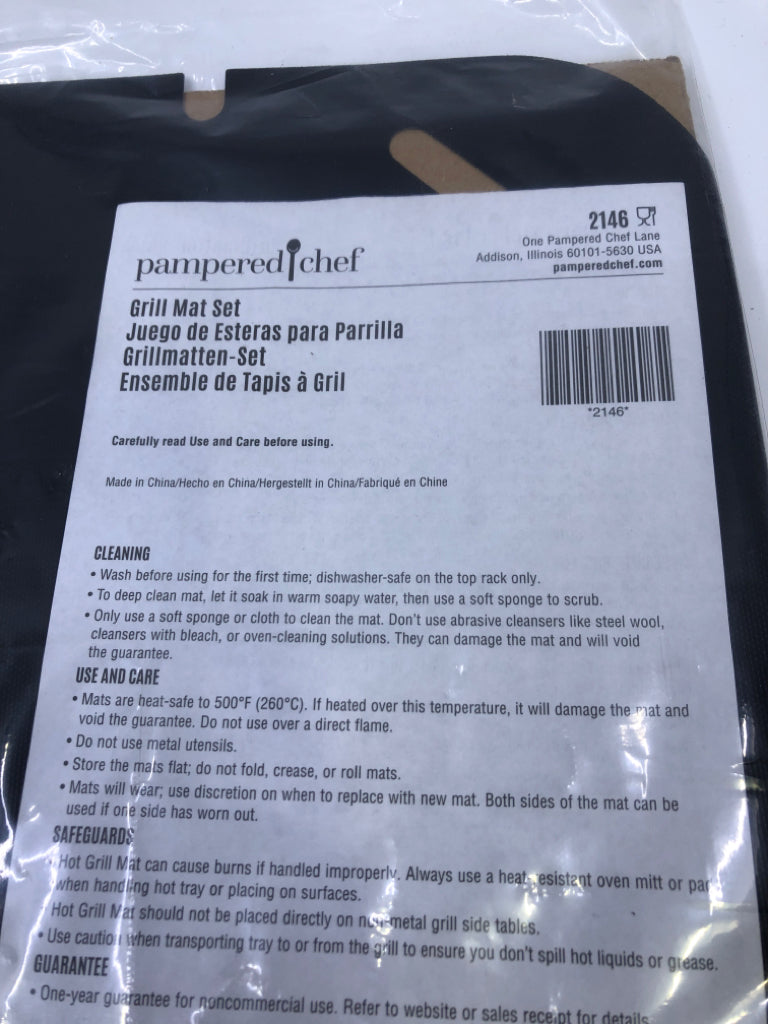 pampered chef
2146
One Pampered Chef Lane
Addison, Illinois 60101-5630 USA
pamperedchef.com
Grill Mat Set
Juego de Esteras para Parrilla
Grillmatten-Set
Ensemble de Tapis à Gril
*2146*
Carefully read Use and Care before using.
Made in China/Hecho en China/Hergestellt in China/Fabriqué en Chine
CLEANING
• Wash before using for the first time; dishwasher-safe on the top rack only.
• To deep clean mat, let it soak in warm soapy water, then use a soft sponge to scrub.
• Only use a soft sponge or cloth to clean the mat. Don't use abrasive cleansers like steel wool,
cleansers with bleach, or oven-cleaning solutions. They can damage the mat and will void
the guarantee.
USE AND CARE
• Mats are heat-safe to 500°F (260°C). If heated over this temperature, it will damage the mat and
void the guarantee. Do not use over a direct flame.
• Do not use metal utensils.
• Store the mats flat; do not fold, crease, or roll mats.
• Mats will wear; use discretion on when to replace with new mat. Both sides of the mat can be
used if one side has worn out.
SAFEGUARDS
Hot Grill Mat can cause burns if handled improperly. Always use a heat-resistant oven mitt or pad
when handling hot tray or placing on surfaces.
Hot Grill Mat should not be placed directly on non-metal grill side tables.
• Use caution when transporting tray to or from the grill to ensure you don't spill hot liquids or grease.
GUARANTEE
• One-year guarantee for noncommercial use. Refer to website or sales receipt for details.